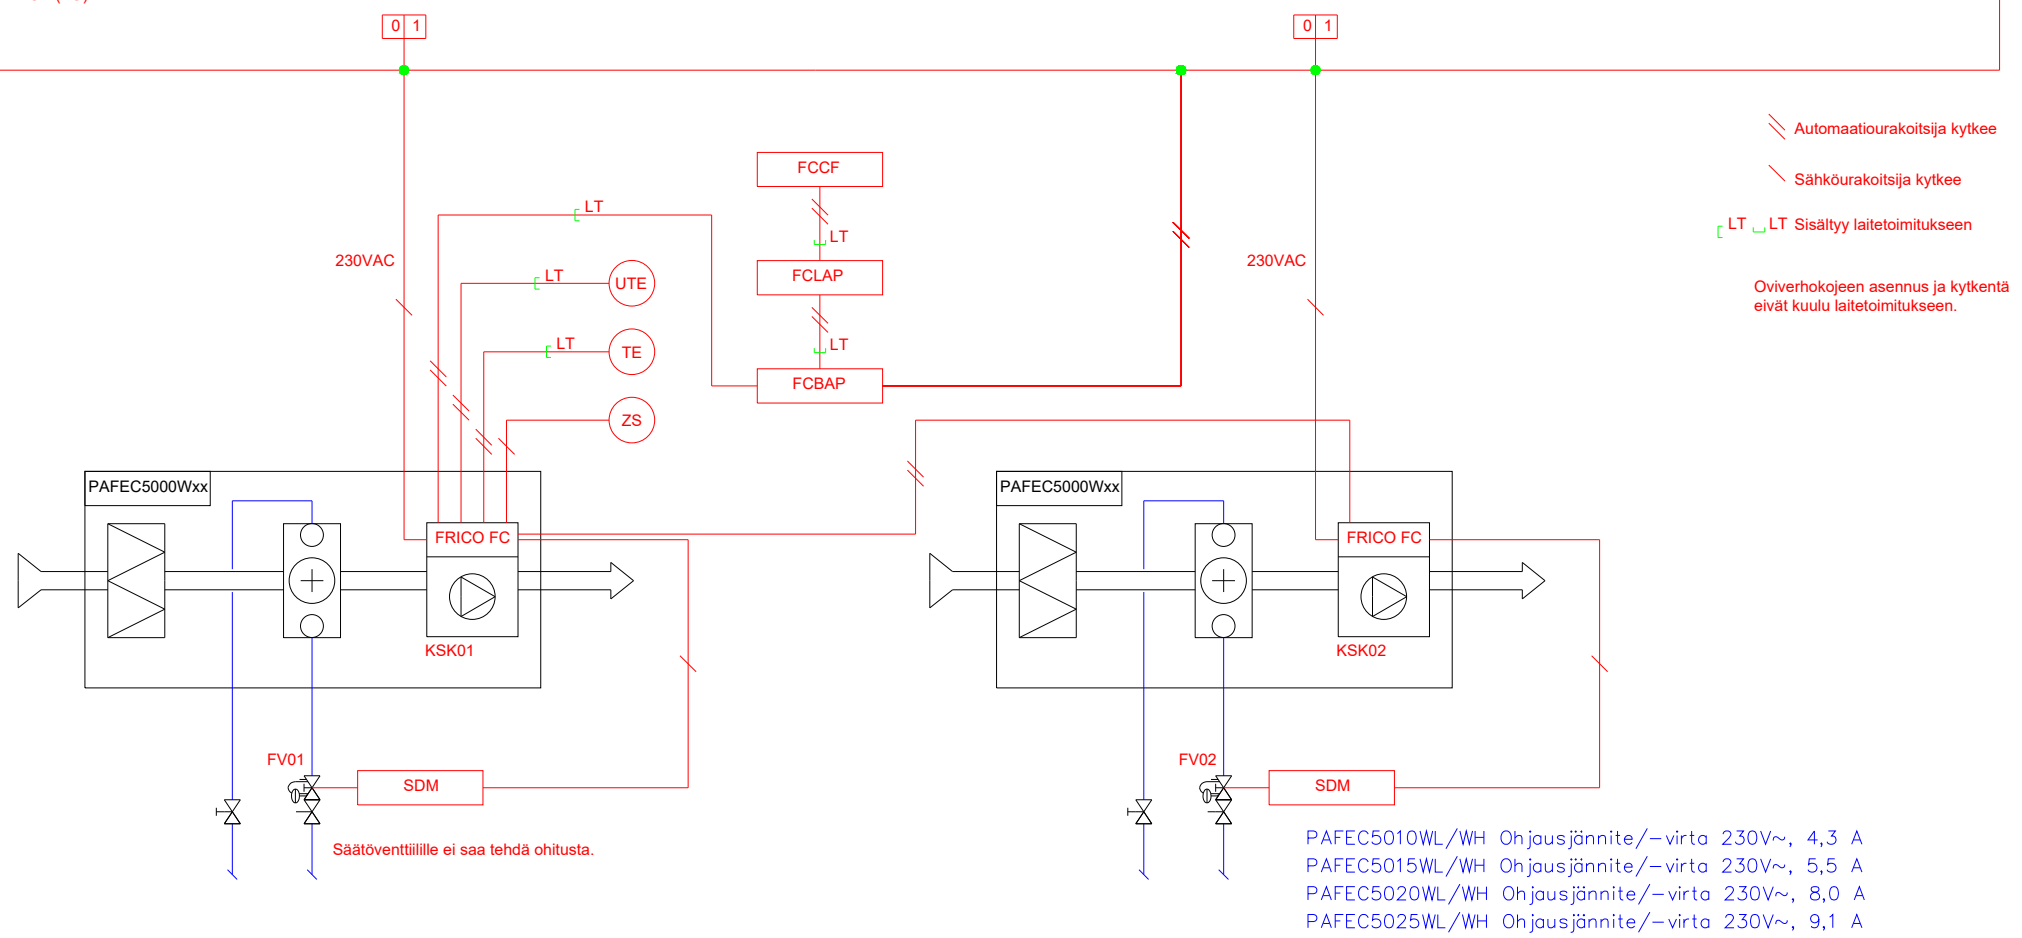 0 1
0 1
Automaatiourakoitsija kytkee
FCCF
Sähköurakoitsija kytkee
LT
LT
LT LT Sisältyy laitetoimitukseen
230VAC
230VAC
LT
UTE
FCLAP
Oviverhokojeen asennus ja kytkentä
eivät kuulu laitetoimitukseen.
LT
TE
LT
FCBAP
ZS
PAFEC5000Wxx
PAFEC5000Wxx
FRICO FC
FRICO FC
KSK01
KSK02
FV01
FV02
SDM
SDM
Säätöventtiilille ei saa tehdä ohitusta.
PAFEC5010WL/WH Ohjausjännite/-virta 230V~, 4,3 A
PAFEC5015WL/WH Ohjausjännite/-virta 230V~, 5,5 A
PAFEC5020WL/WH Ohjausjännite/-virta 230V~, 8,0 A
PAFEC5025WL/WH Ohjausjännite/-virta 230V~, 9,1 A